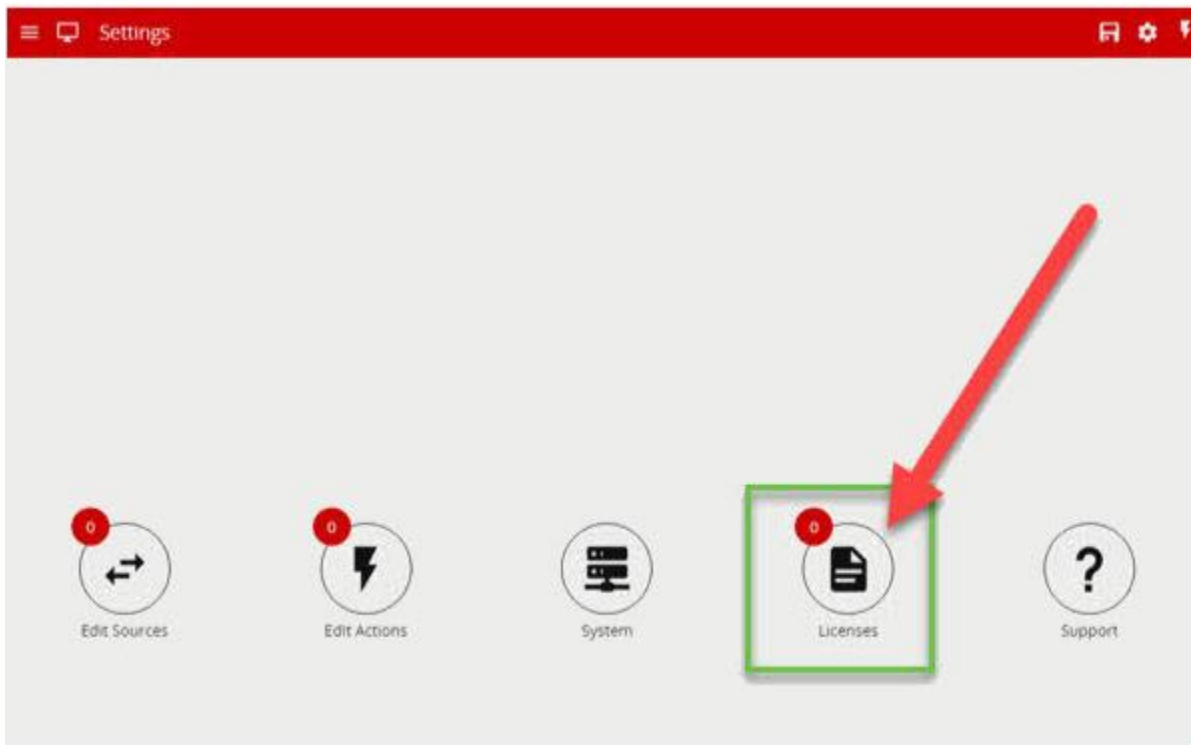 Settings
0
0
0
Edit Sources
Edit Actions
System
Licenses
Support